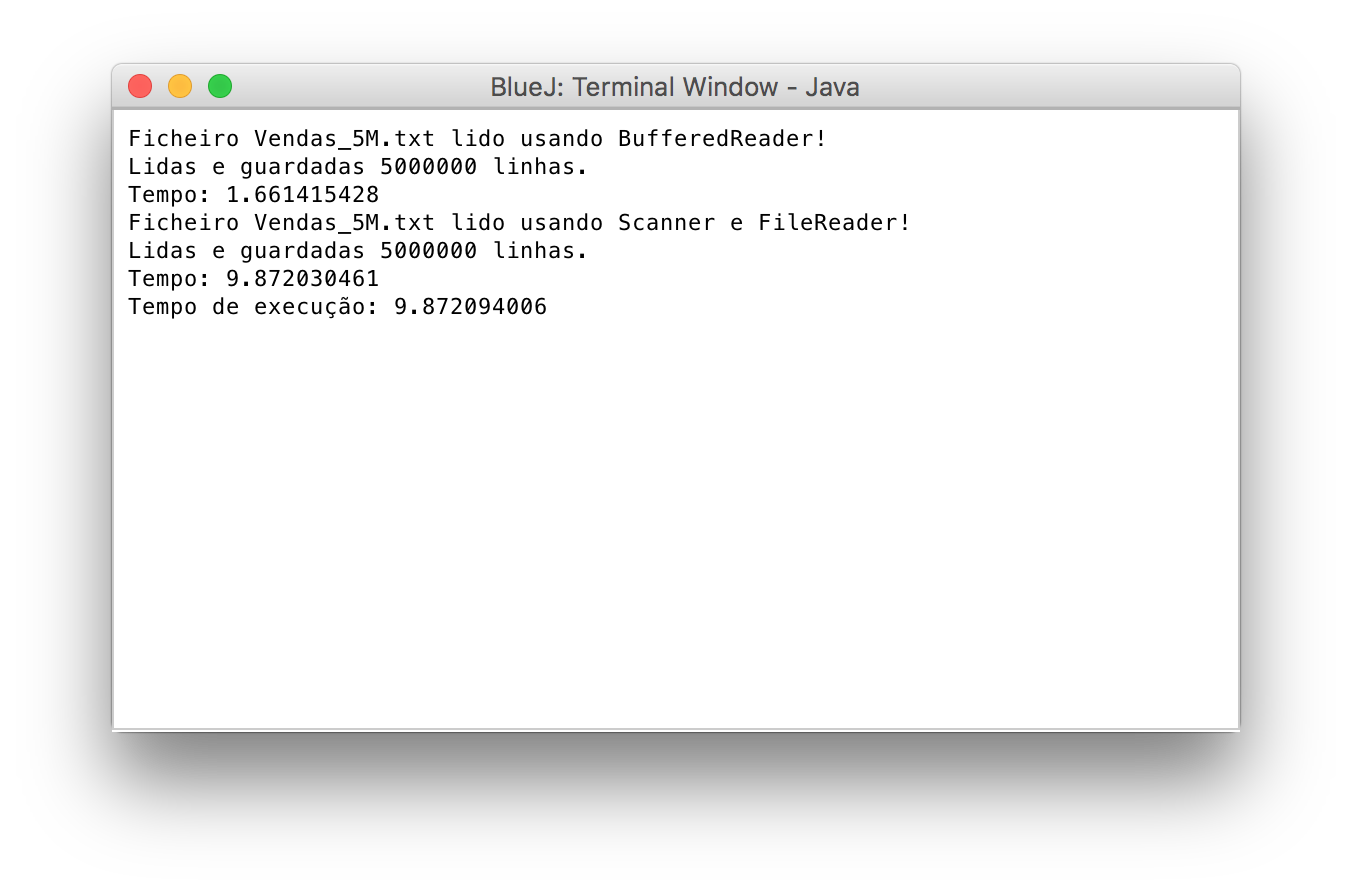 BlueJ: Terminal Window - Java
Ficheiro Vendas_5M.txt lido usando BufferedReader!
Lidas e guardadas 5000000 linhas.
Tempo: 1.661415428
Ficheiro Vendas_5M.txt lido usando Scanner e FileReader!
Lidas e guardadas 5000000 linhas.
Tempo: 9.872030461
Tempo de execução: 9.872094006